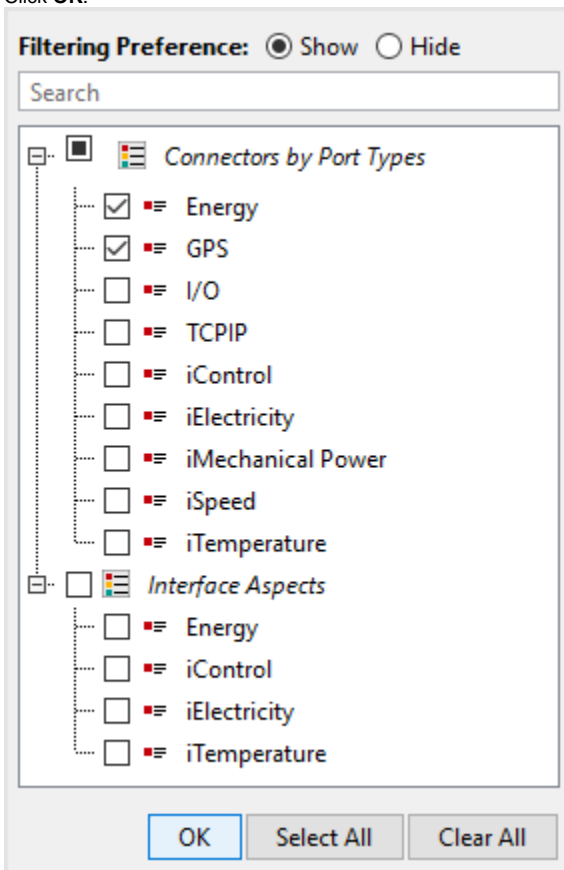 Click OK.
Filtering Preference: Show Hide
Search
Connectors by Port Types
Energy
GPS
I/O
TCPIP
iControl
iElectricity
iMechanical Power
iSpeed
iTemperature
Interface Aspects
Energy
iControl
iElectricity
iTemperature
OK Select All Clear All